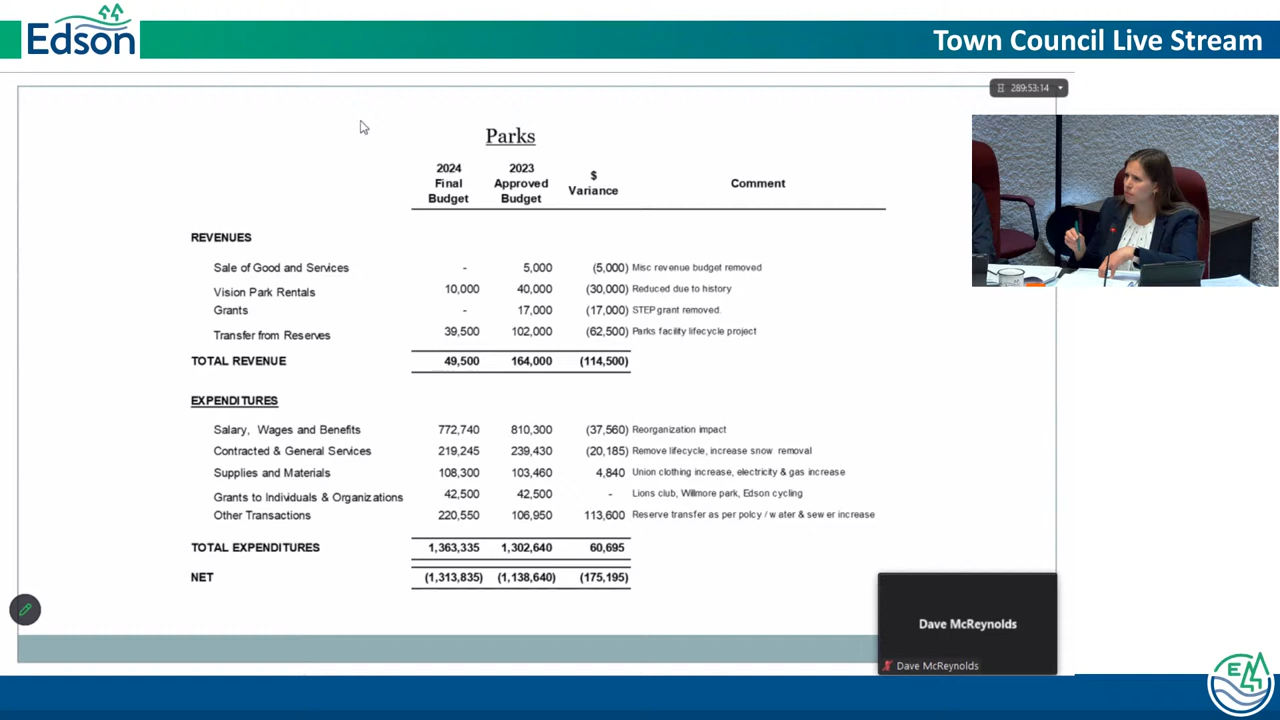 Edson
Town Council Live Stream
289:53:14
Parks
2024 Final Budget
2023 Approved Budget
$ Variance
Comment
REVENUES
Sale of Good and Services - 5,000 (5,000) Misc revenue budget removed
Vision Park Rentals 10,000 40,000 (30,000) Reduced due to history
Grants - 17,000 (17,000) STEP grant removed.
Transfer from Reserves 39,500 102,000 (62,500) Parks facility lifecycle project
TOTAL REVENUE 49,500 164,000 (114,500)
EXPENDITURES
Salary, Wages and Benefits 772,740 810,300 (37,560) Reorganization impact
Contracted & General Services 219,245 239,430 (20,185) Remove lifecycle, increase snow removal
Supplies and Materials 108,300 103,460 4,840 Union clothing increase, electricity & gas increase
Grants to Individuals & Organizations 42,500 42,500 - Lions club, Willmore park, Edson cycling
Other Transactions 220,550 106,950 113,600 Reserve transfer as per polcy / w ater & sew er increase
TOTAL EXPENDITURES 1,363,335 1,302,640 60,695
NET (1,313,835) (1,138,640) (175,195)
Dave McReynolds
Dave McReynolds